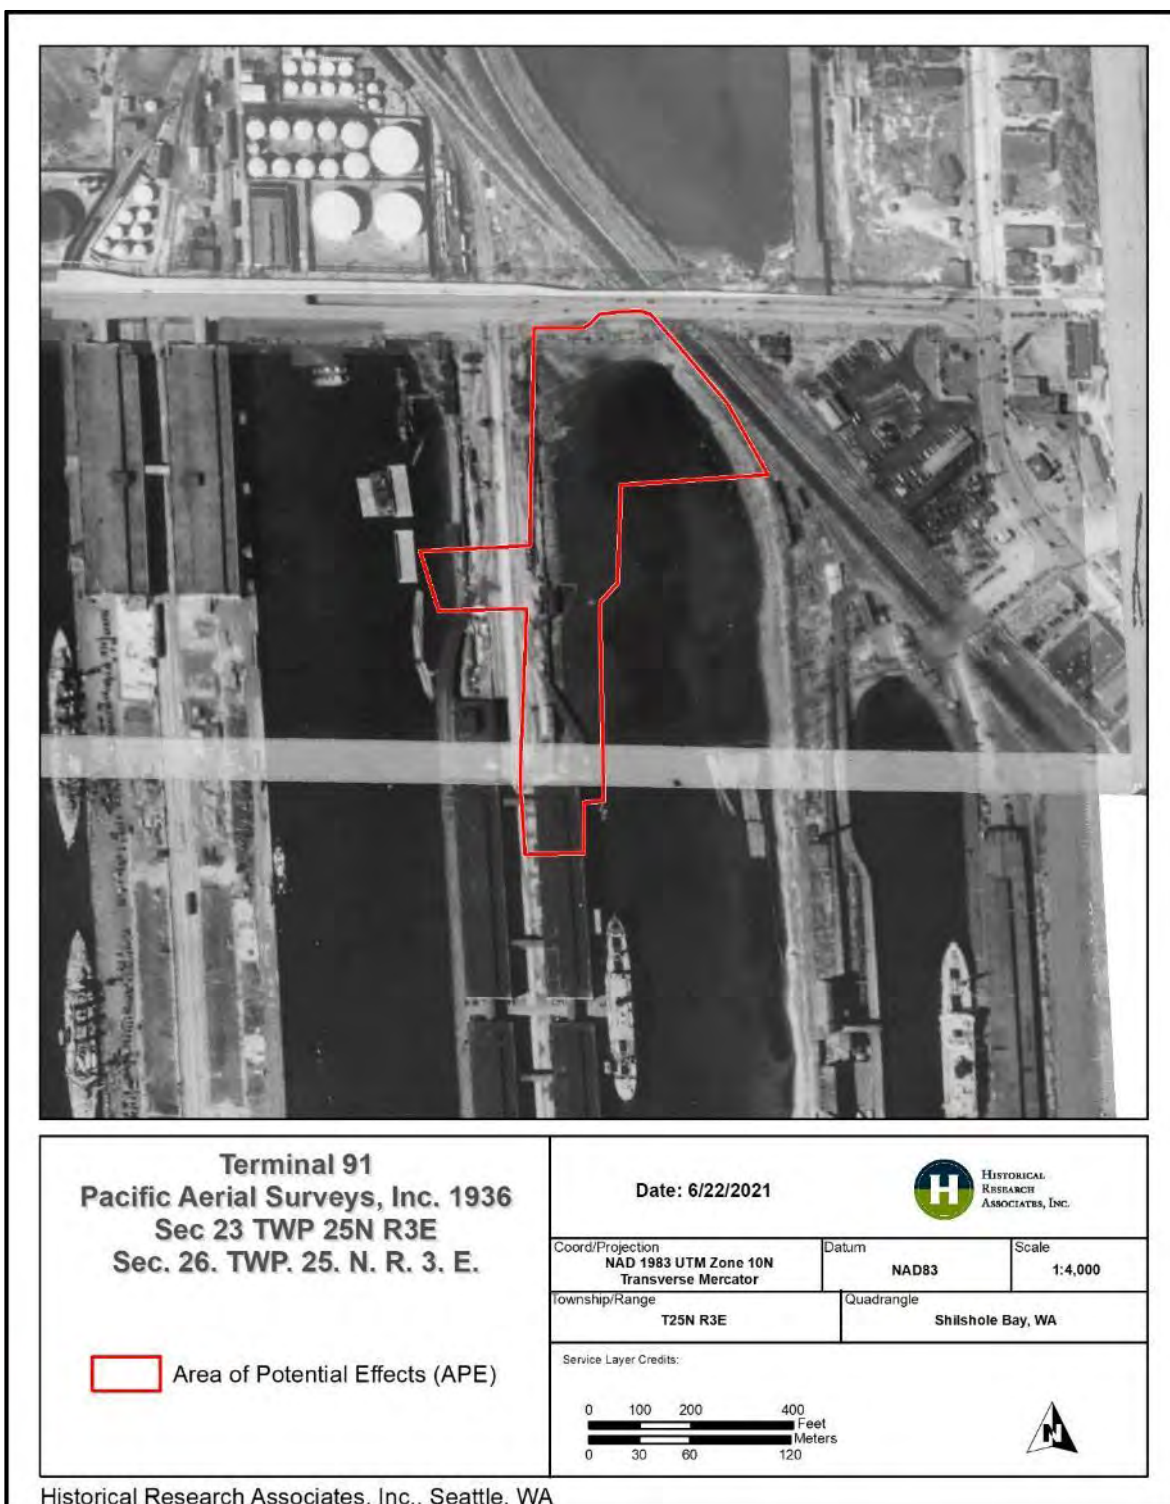 Terminal 91
Pacific Aerial Surveys, Inc. 1936
Sec 23 TWP 25N R3E
Sec. 26. TWP. 25. N. R. 3. E.
Area of Potential Effects (APE)
Date: 6/22/2021
H
HISTORICAL
RESEARCH
ASSOCIATES, INC.
Coord/Projection
NAD 1983 UTM Zone 10N
Transverse Mercator
Datum
NAD83
Scale
1:4,000
Township/Range
T25N R3E
Quadrangle
Shilshole Bay, WA
Service Layer Credits:
0 100 200 400
Feet
Meters
0 30 60 120
N
Historical Research Associates, Inc., Seattle, WA